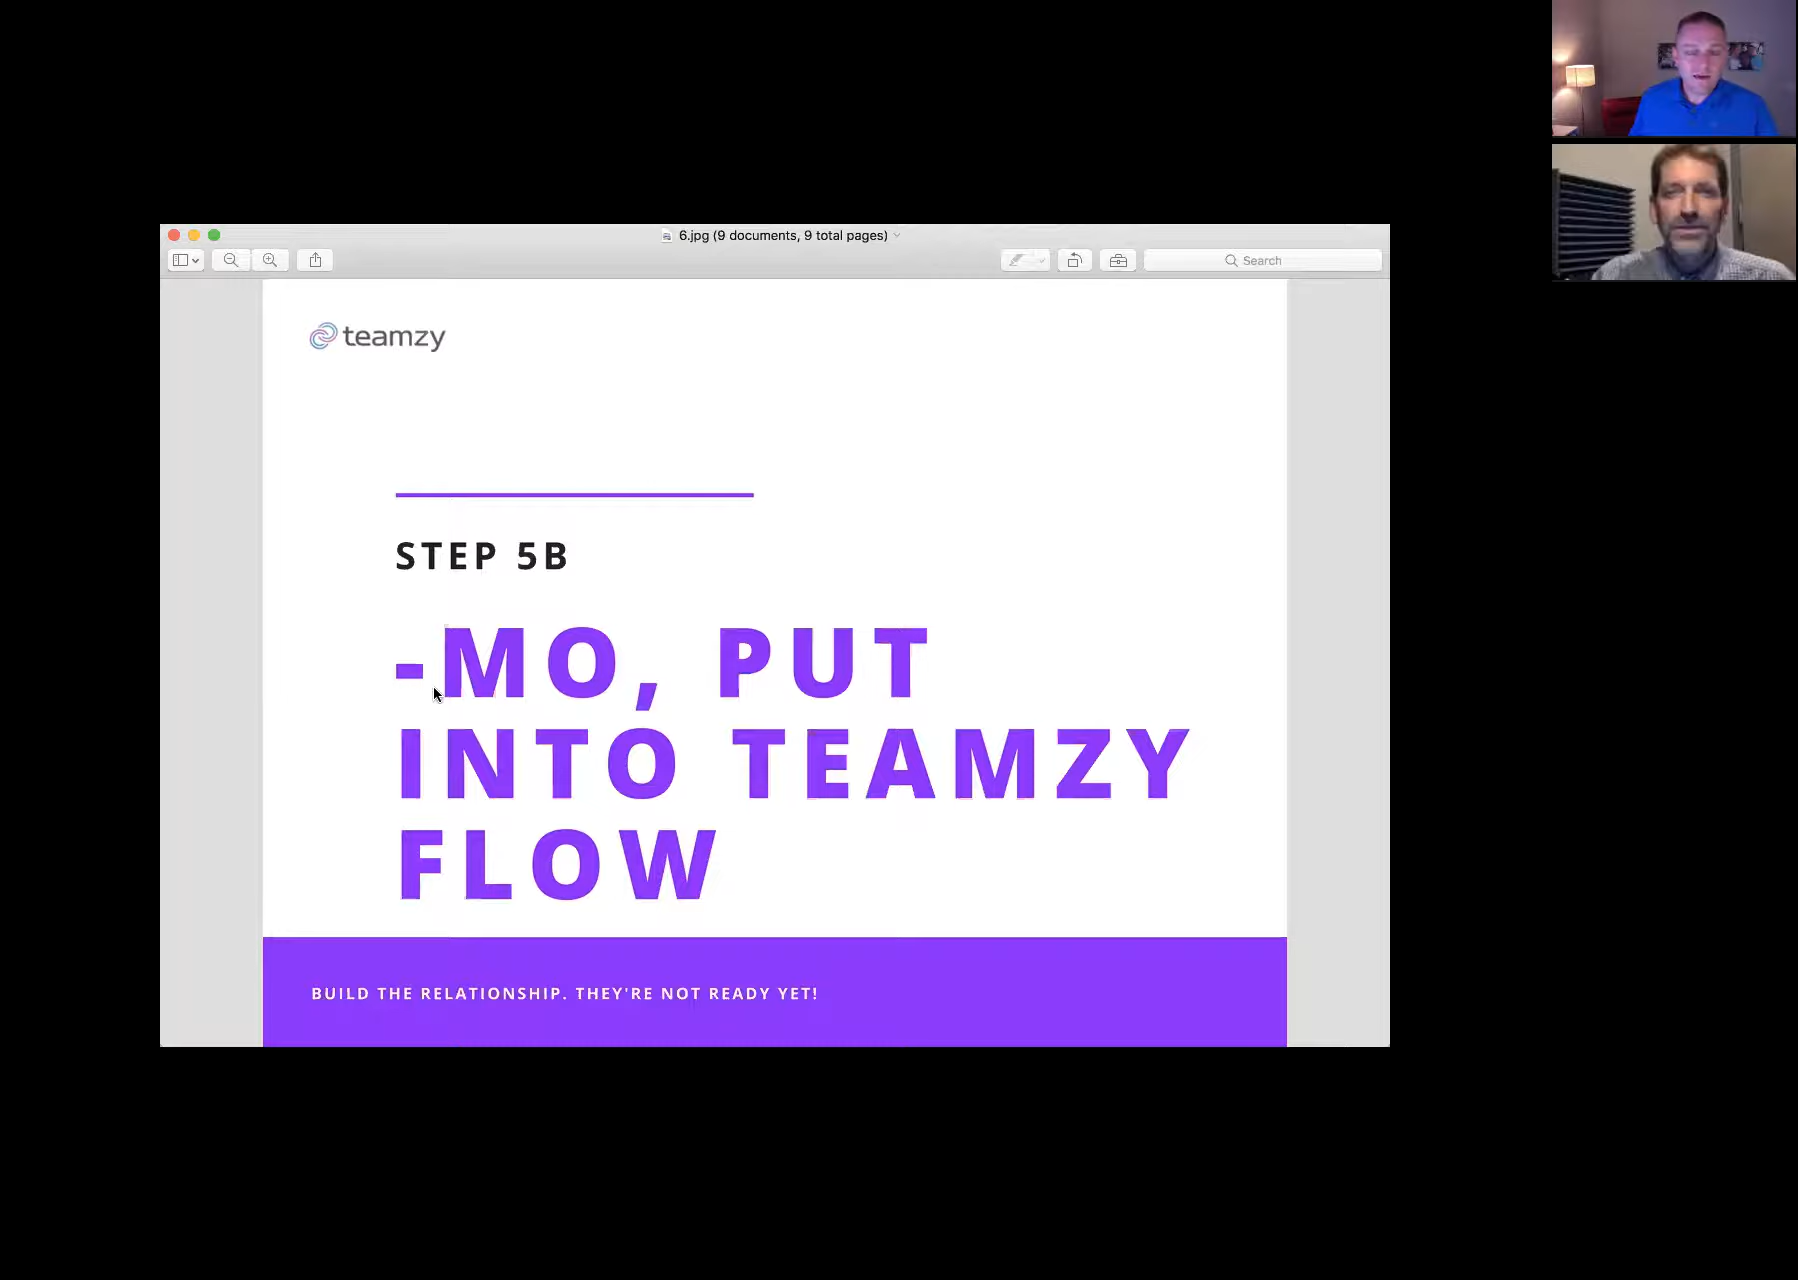 6.jpg (9 documents, 9 total pages)
Search
teamzy
STEP 5B
-MO, PUT
INTO TEAMZY
FLOW
BUILD THE RELATIONSHIP. THEY'RE NOT READY YET!